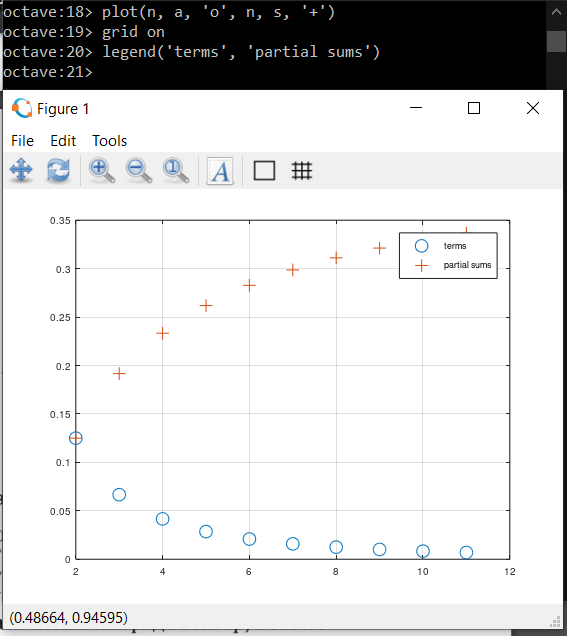 octave:18> plot(n, a, 'o', n, s, '+')
octave:19> grid on
octave:20> legend('terms', 'partial sums')
octave:21>
Figure 1
File Edit Tools
A
0.35
0.3
0.25
0.2
0.15
0.1
0.05
0
2 4 6 8 10 12
terms
partial sums
(0.48664, 0.94595)